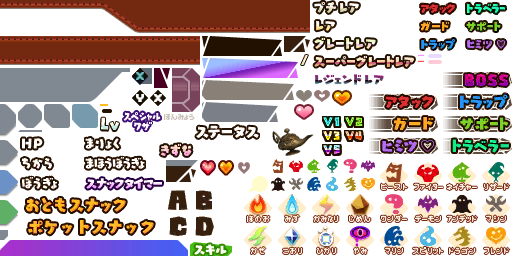 プチレア
アタック
トラベラー
レア
ガード
サポート
グレートレア
トラップ
ヒミツ♡
スーパーグレートレア
レジェンドレア
BOSS
アタック
トラップ
スペシャル
ワザ
Lv
ほんみょう
V1 V2
ガード
サポート
ステータス
V3 V4
HP
まりょく
きずな
V5
ヒミツ♡
トラベラー
ちから
まほうぼうぎょ
ぼうぎょ
スナックタイマー
ビースト
ファイター
ネイチャー
リザード
おともスナック
A B
ほのお
みず
かみなり
じめん
ワンダー
デーモン
アンデッド
マシン
ポケットスナック
C D
スキル
かぜ
こおり
ひかり
やみ
マリン
スピリット
ドラゴン
フレンド